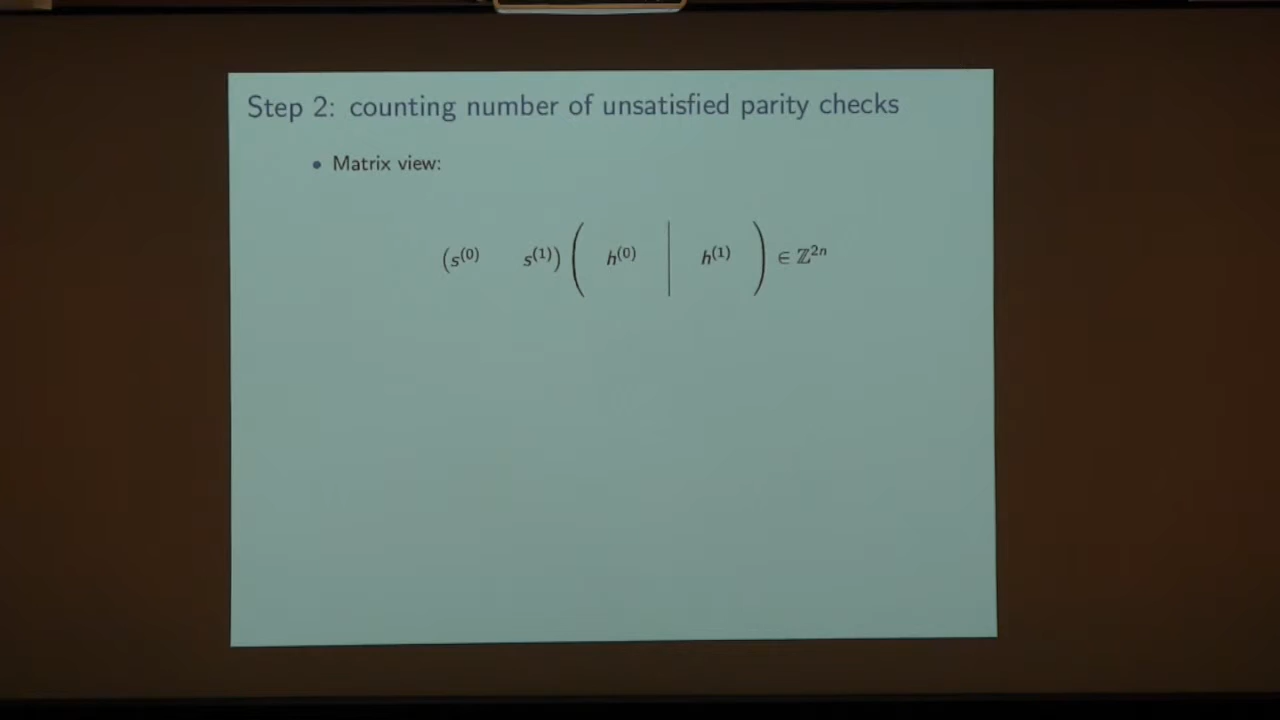 Step 2: counting number of unsatisfied parity checks
• Matrix view:
(s⁽⁰⁾ s⁽¹⁾) ( h⁽⁰⁾ | h⁽¹⁾ ) ∈ ℤ²ⁿ